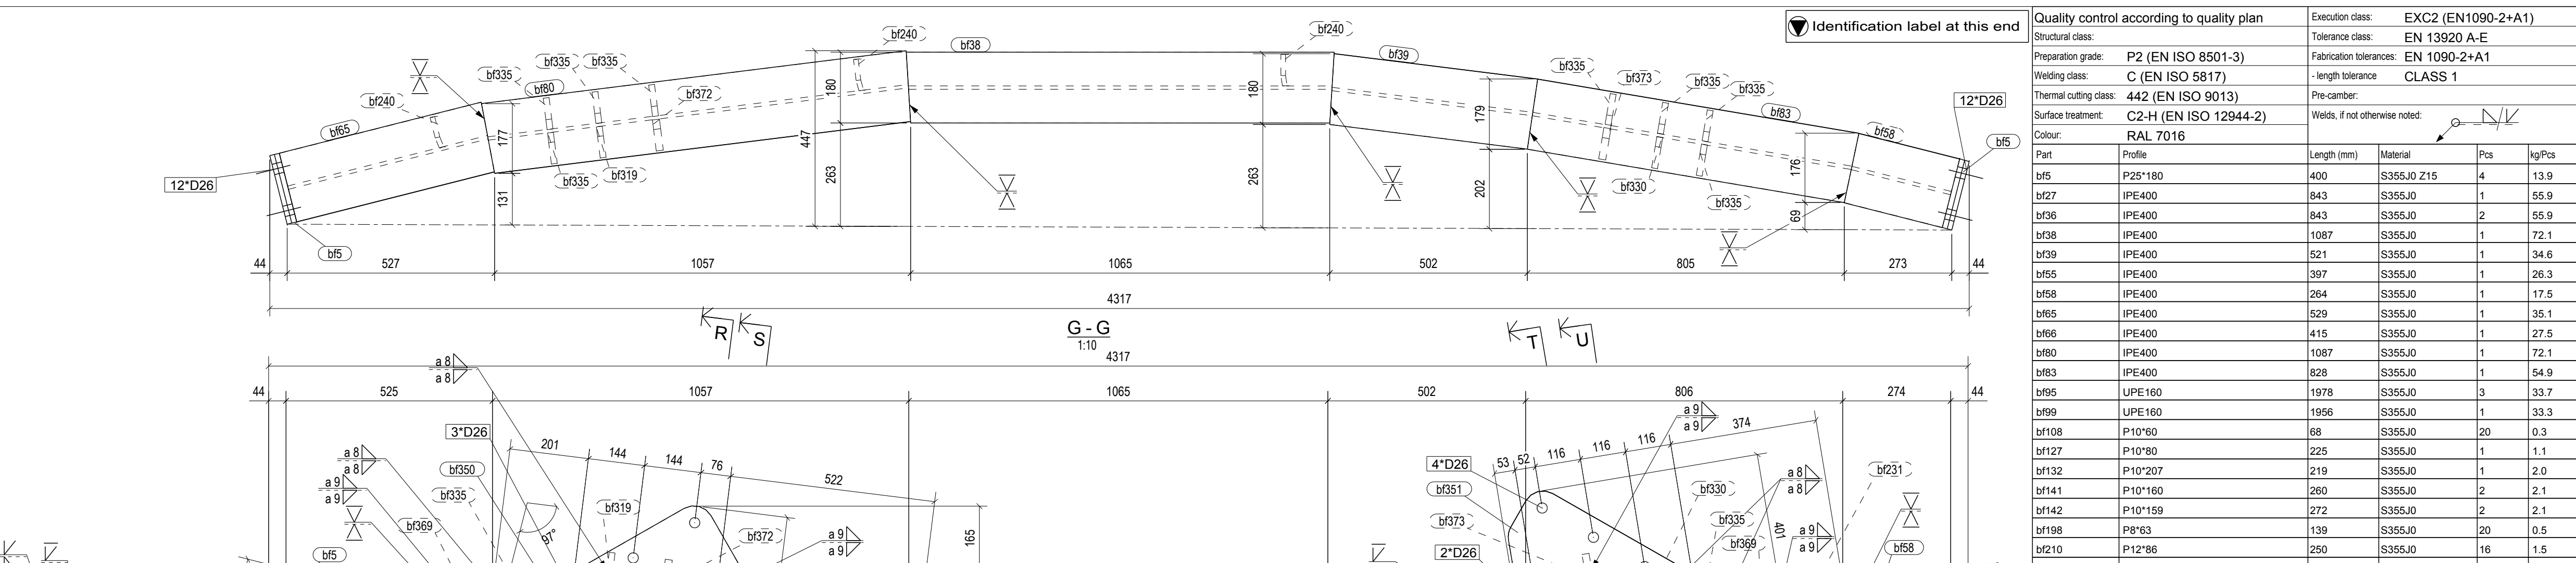 Identification label at this end
bf240
bf38
bf240
bf39
bf335
bf335
bf335
bf80
bf372
bf335
bf373
bf335
bf335
bf83
bf58
12*D26
bf5
bf240
bf65
177
180
447
263
180
263
179
202
176
69
131
bf335
bf319
bf330
bf335
12*D26
bf5
44
527
1057
1065
502
805
273
44
4317
R
S
G - G
1:10
T
U
4317
a 8
a 8
44
525
1057
1065
502
806
274
44
3*D26
201
144
144
76
522
165
a 8
a 8
a 9
a 9
bf350
bf335
bf319
bf369
97°
bf372
a 9
a 9
bf5
a 9
a 9
53
52
116
116
116
374
4*D26
bf351
bf373
2*D26
a 8
a 8
bf231
bf330
bf335
bf369
401
a 9
a 9
bf58
Quality control according to quality plan Execution class: EXC2 (EN1090-2+A1)
Structural class: Tolerance class: EN 13920 A-E
Preparation grade: P2 (EN ISO 8501-3) Fabrication tolerances: EN 1090-2+A1
Welding class: C (EN ISO 5817) - length tolerance CLASS 1
Thermal cutting class: 442 (EN ISO 9013) Pre-camber:
Surface treatment: C2-H (EN ISO 12944-2) Welds, if not otherwise noted:
Colour: RAL 7016
Part Profile Length (mm) Material Pcs kg/Pcs
bf5 P25*180 400 S355J0 Z15 4 13.9
bf27 IPE400 843 S355J0 1 55.9
bf36 IPE400 843 S355J0 2 55.9
bf38 IPE400 1087 S355J0 1 72.1
bf39 IPE400 521 S355J0 1 34.6
bf55 IPE400 397 S355J0 1 26.3
bf58 IPE400 264 S355J0 1 17.5
bf65 IPE400 529 S355J0 1 35.1
bf66 IPE400 415 S355J0 1 27.5
bf80 IPE400 1087 S355J0 1 72.1
bf83 IPE400 828 S355J0 1 54.9
bf95 UPE160 1978 S355J0 3 33.7
bf99 UPE160 1956 S355J0 1 33.3
bf108 P10*60 68 S355J0 20 0.3
bf127 P10*80 225 S355J0 1 1.1
bf132 P10*207 219 S355J0 1 2.0
bf141 P10*160 260 S355J0 2 2.1
bf142 P10*159 272 S355J0 2 2.1
bf198 P8*63 139 S355J0 20 0.5
bf210 P12*86 250 S355J0 16 1.5